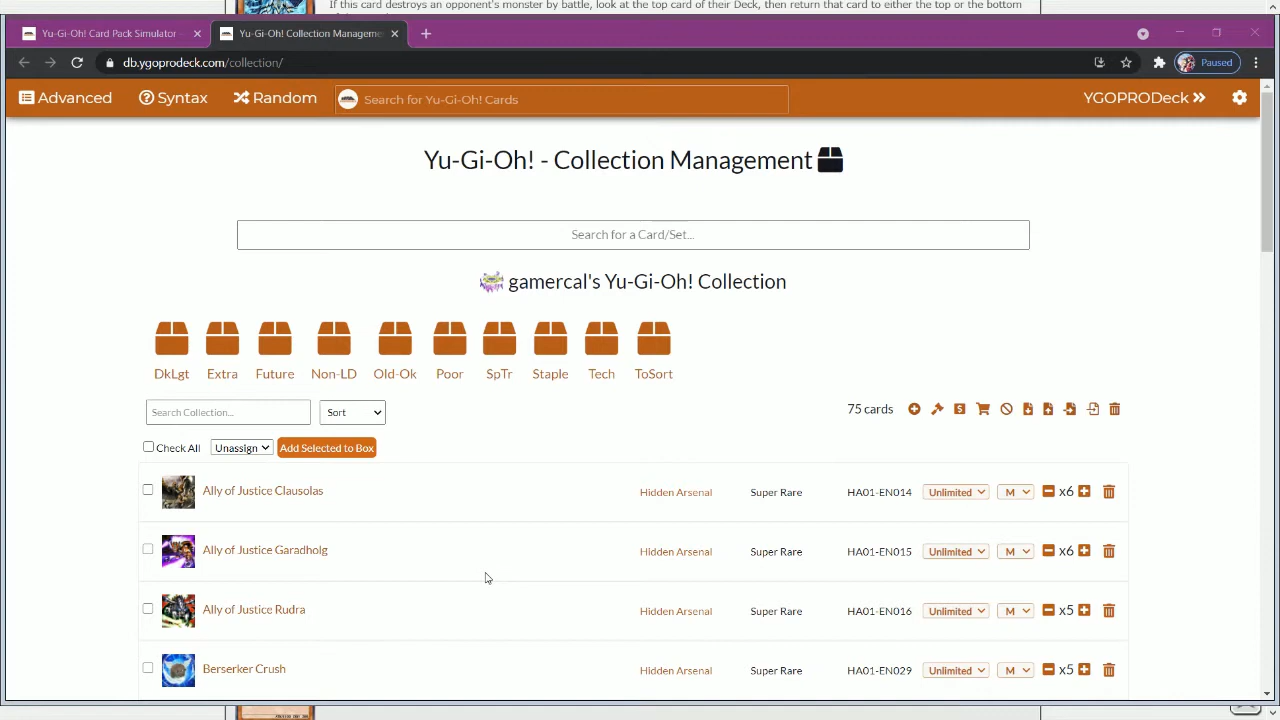 If this card destroys an opponent's monster by battle, look at the top card of their Deck, then return that card to either the top or the bottom
Yu-Gi-Oh! Card Pack Simulator
Yu-Gi-Oh! Collection Manageme
db.ygoprodeck.com/collection/
Paused
Advanced
Syntax
Random
Search for Yu-Gi-Oh! Cards
YGOPRODeck
Yu-Gi-Oh! - Collection Management
Search for a Card/Set...
gamercal's Yu-Gi-Oh! Collection
DkLgt Extra Future Non-LD Old-Ok Poor SpTr Staple Tech ToSort
Search Collection... Sort 75 cards
Check All Unassign Add Selected to Box
Ally of Justice Clausolas Hidden Arsenal Super Rare HA01-EN014 Unlimited M x6
Ally of Justice Garadholg Hidden Arsenal Super Rare HA01-EN015 Unlimited M x6
Ally of Justice Rudra Hidden Arsenal Super Rare HA01-EN016 Unlimited M x5
Berserker Crush Hidden Arsenal Super Rare HA01-EN029 Unlimited M x5